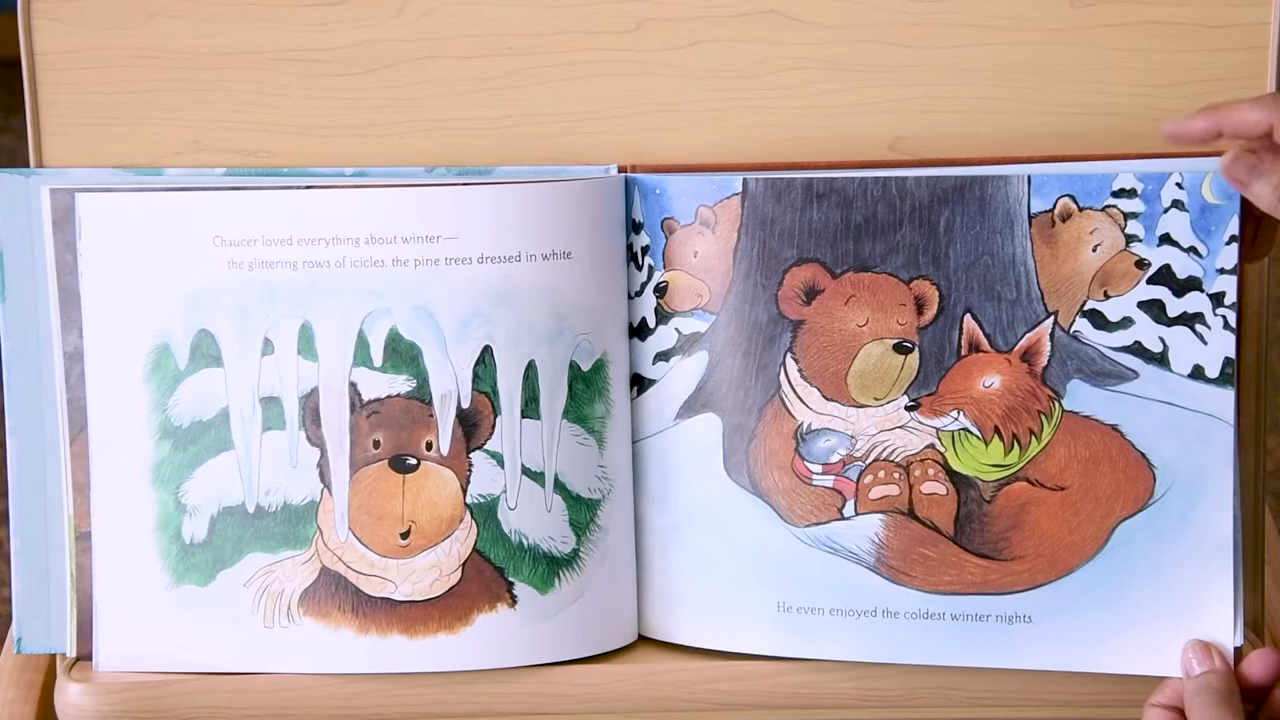 Chaucer loved everything about winter—
the glittering rows of icicles, the pine trees dressed in white.
He even enjoyed the coldest winter nights.